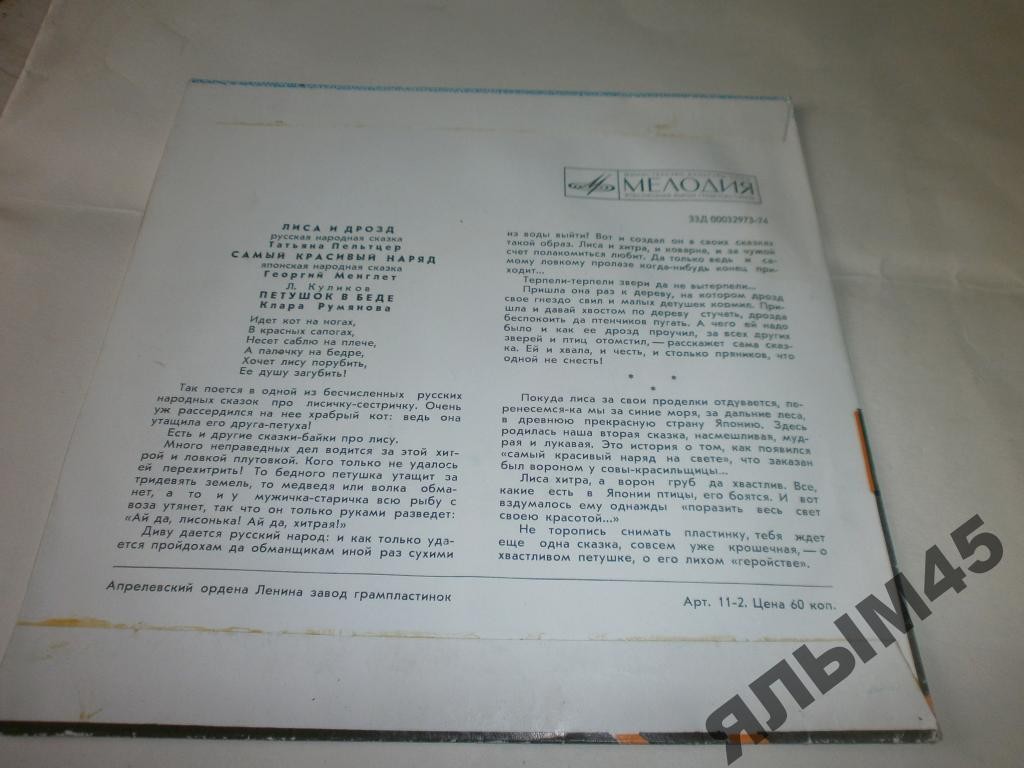 МЕЛОДИЯ
33Д 00032973-74
ЛИСА И ДРОЗД
русская народная сказка
Татьяна Пельтцер
САМЫЙ КРАСИВЫЙ НАРЯД
японская народная сказка
Георгий Менглет
Л. Куликов
ПЕТУШОК В БЕДЕ
Клара Румянова
Идет кот на ногах,
В красных сапогах,
Несет саблю на плече,
А палочку на бедре,
Хочет лису порубить,
Ее душу загубить!
Так поется в одной из бесчисленных русских
народных сказок про лисичку-сестричку. Очень
уж рассердился на нее храбрый кот: ведь она
утащила его друга-петуха!
Есть и другие сказки-байки про лису.
Много неправедных дел водится за этой хит-
рой и ловкой плутовкой. Кого только не удалось
ей перехитрить! То бедного петушка утащит за
тридевять земель, то медведя или волка обма-
нет, а то и у мужичка-старичка всю рыбу с
воза утянет, так что он только руками разведет:
«Ай да, лисонька! Ай да, хитрая!»
Диву дается русский народ: и как только уда-
ется пройдохам да обманщикам иной раз сухими
из воды выйти! Вот и создал он в своих сказках
такой образ. Лиса и хитра, и коварна, и за чужой
счет полакомиться любит. Да только ведь и са-
мому ловкому пролазе когда-нибудь конец при-
ходит...
Терпели-терпели звери да не вытерпели...
Пришла она раз к дереву, на котором дрозд
свое гнездо свил и малых детушек кормил. При-
шла и давай хвостом по дереву стучать, дрозда
беспокоить да птенчиков пугать. А чего ей надо
было и как ее дрозд проучил, за всех других
зверей и птиц отомстил, — расскажет сама сказ-
ка. Ей и хвала, и честь, и столько пряников, что
одной не снесть!
* * *
Покуда лиса за свои проделки отдувается, пе-
ренесемся-ка мы за синие моря, за дальние леса,
в древнюю прекрасную страну Японию. Здесь
родилась наша вторая сказка, насмешливая, муд-
рая и лукавая. Это история о том, как появился
«самый красивый наряд на свете», что заказан
был вороном у совы-красильщицы...
Лиса хитра, а ворон груб да хвастлив. Все,
какие есть в Японии птицы, его боятся. И вот
вздумалось ему однажды «поразить весь свет
своею красотой...»
Не торопись снимать пластинку, тебя ждет
еще одна сказка, совсем уже крошечная, — о
хвастливом петушке, о его лихом «геройстве».
Апрелевский ордена Ленина завод грампластинок
Арт. 11-2. Цена 60 коп.
ЯЛЫМ45